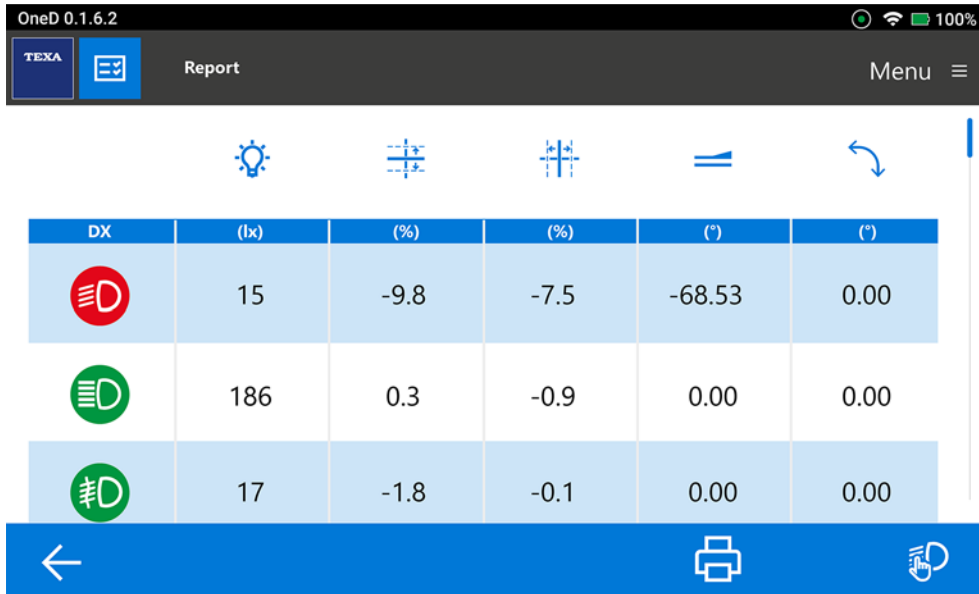 OneD 0.1.6.2
100%
TEXA
Report
Menu
DX (lx) (%) (%) (°) (°)
15 -9.8 -7.5 -68.53 0.00
186 0.3 -0.9 0.00 0.00
17 -1.8 -0.1 0.00 0.00